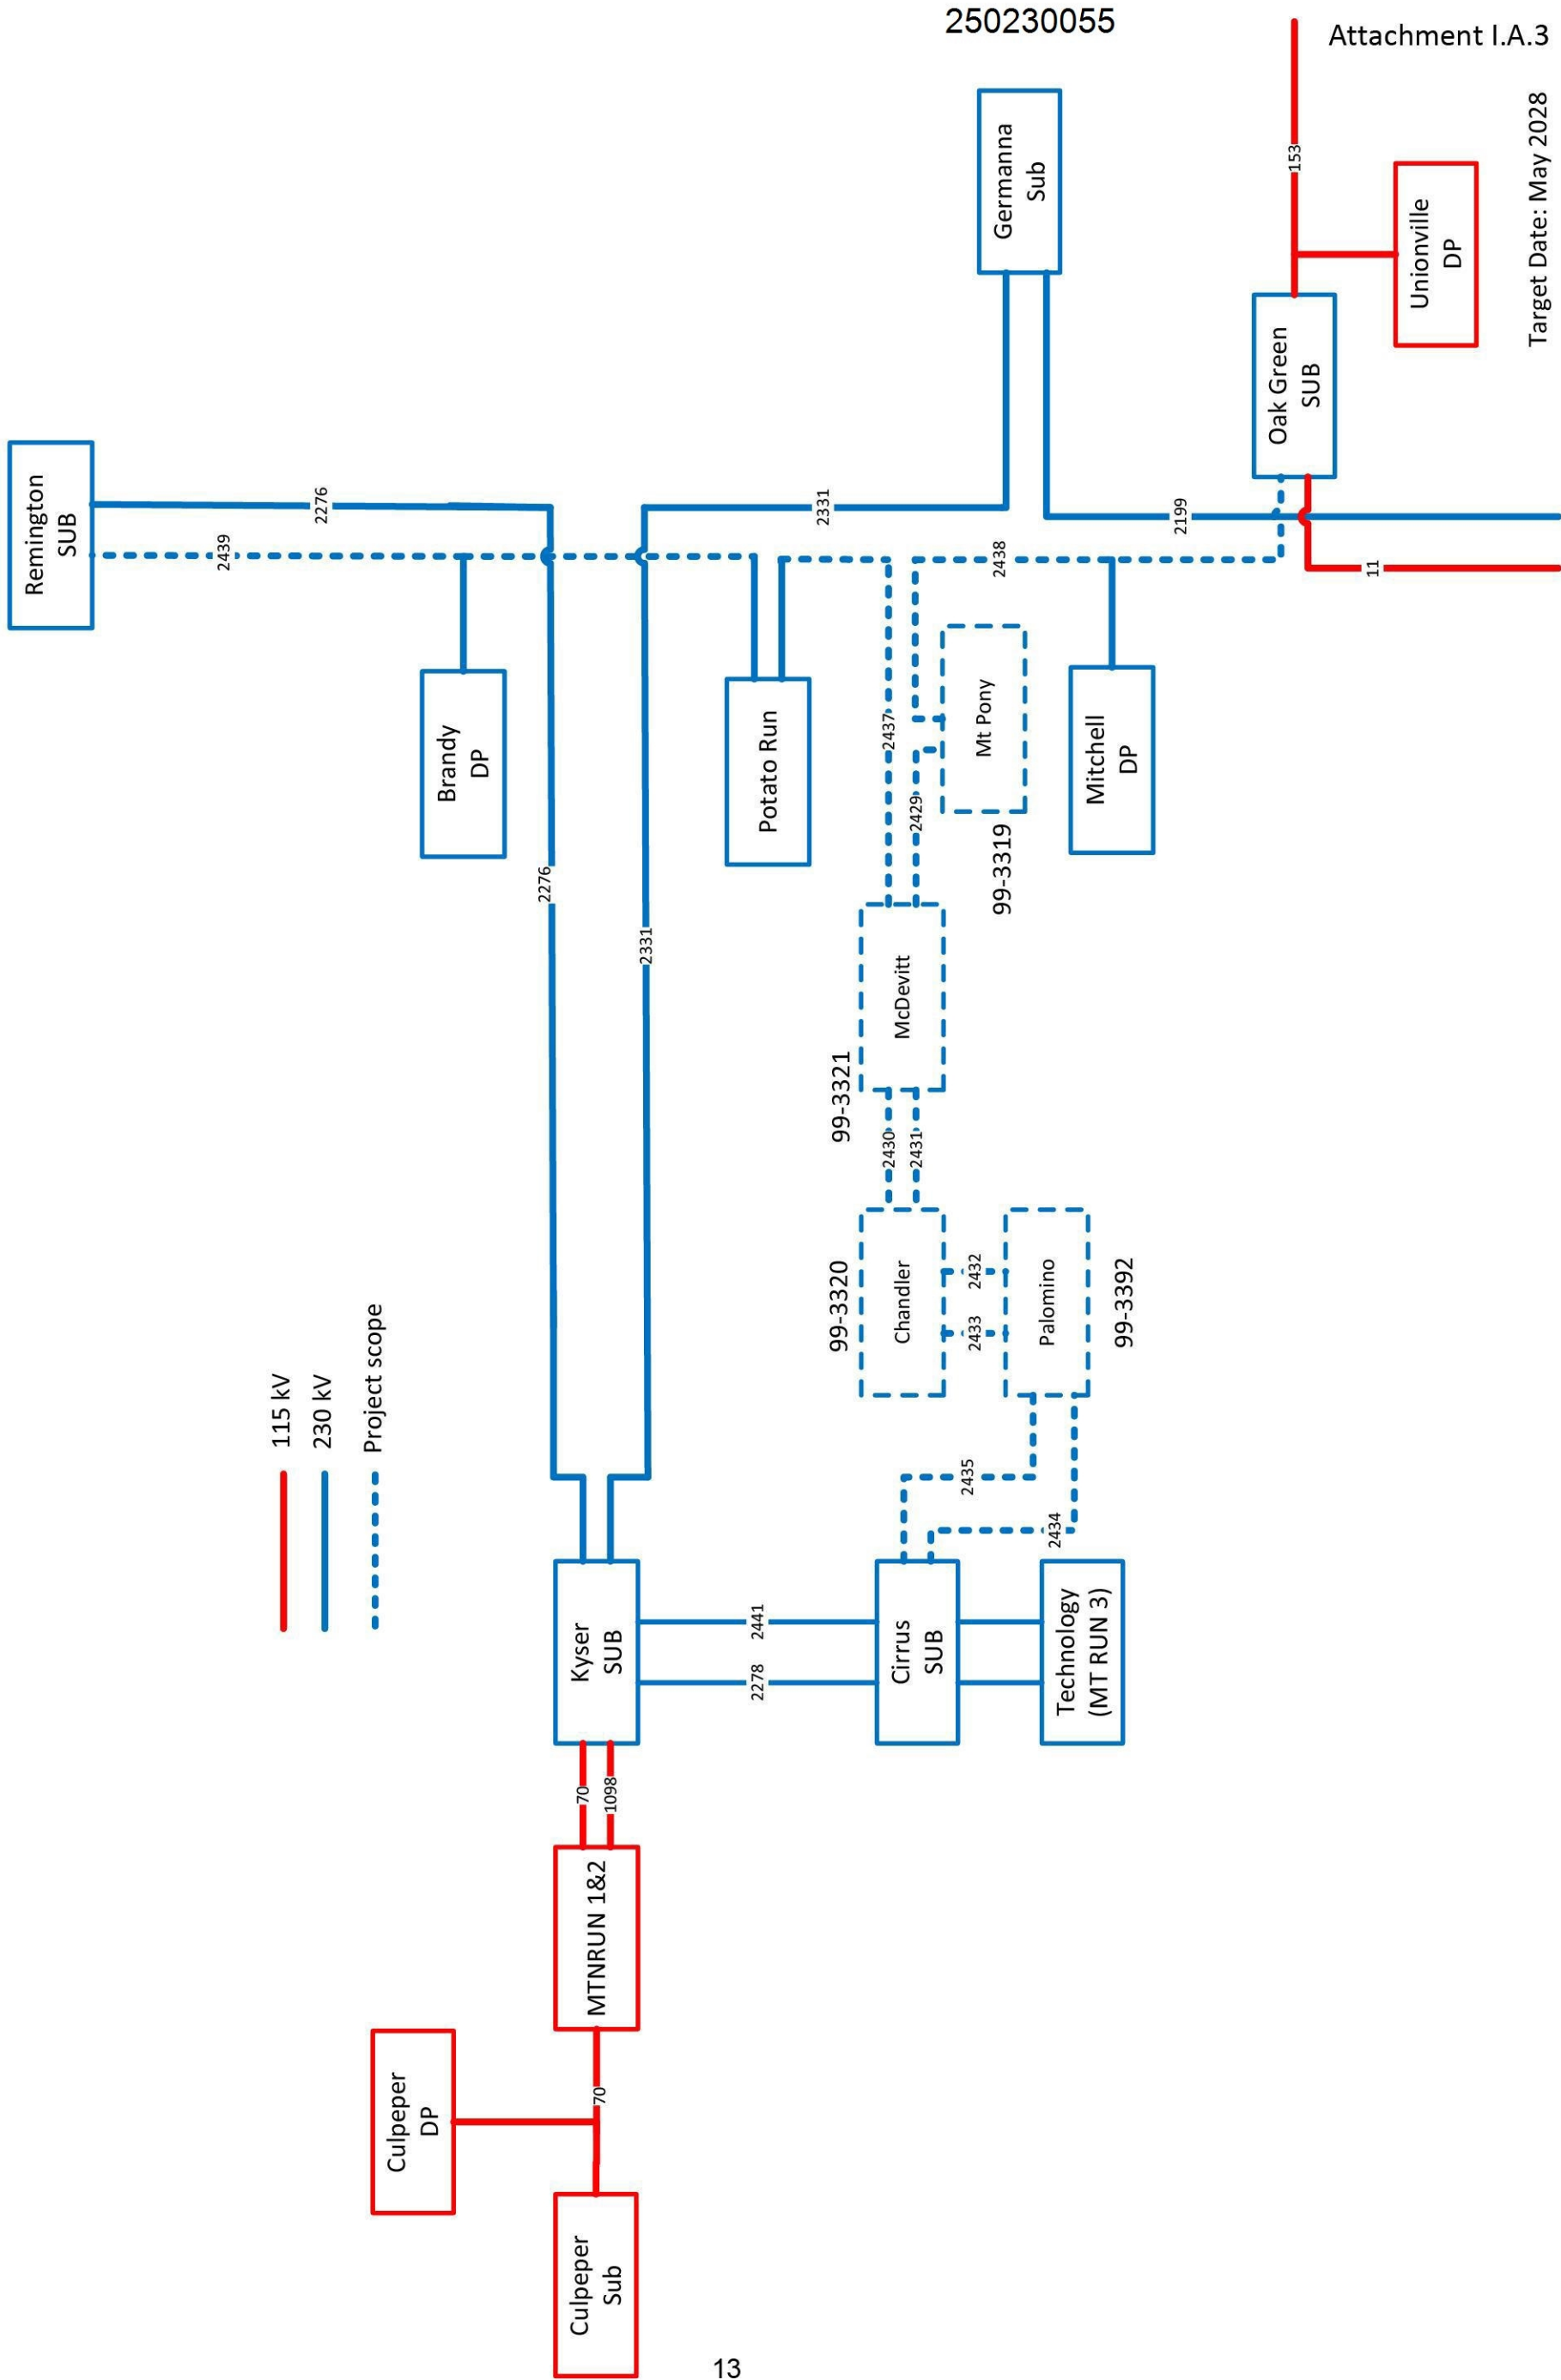 250230055
Attachment I.A.3
115 kV
230 kV
Project scope
Culpeper
Sub
Culpeper
DP
70
MTNRUN 1&2
70
1098
Kyser
SUB
2278
2441
Cirrus
SUB
Technology
(MT RUN 3)
2434
2435
99-3320
Chandler
2433
2432
Palomino
99-3392
2430
2431
99-3321
McDevitt
2276
2331
2437
2429
99-3319
Mt Pony
Brandy
DP
Potato Run
Mitchell
DP
Remington
SUB
2439
2276
2331
2438
2199
11
Germanna
Sub
Oak Green
SUB
153
Unionville
DP
Target Date: May 2028
13